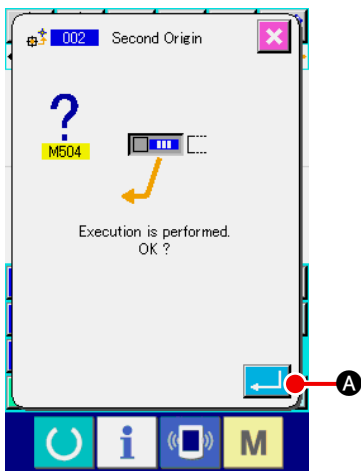 002 Second Origin
M504
Execution is performed.
OK ?
A
i
M